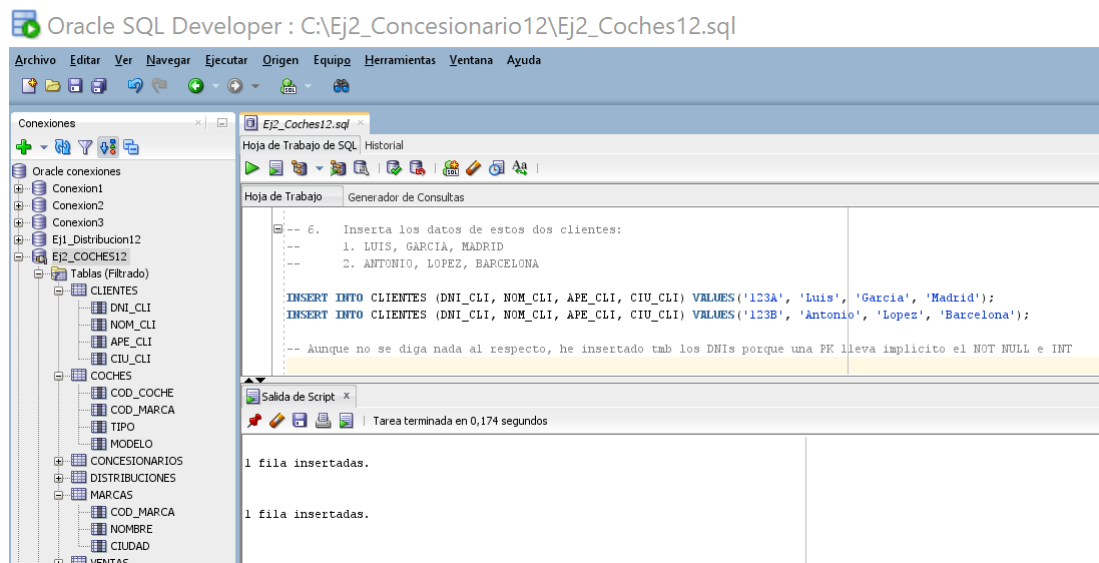 Oracle SQL Developer : C:\Ej2_Concesionario12\Ej2_Coches12.sql
Archivo Editar Ver Navegar Ejecutar Origen Equipo Herramientas Ventana Ayuda
Conexiones
Oracle conexiones
Conexion1
Conexion2
Conexion3
Ej1_Distribucion12
Ej2_COCHES12
Tablas (Filtrado)
CLIENTES
DNI_CLI
NOM_CLI
APE_CLI
CIU_CLI
COCHES
COD_COCHE
COD_MARCA
TIPO
MODELO
CONCESIONARIOS
DISTRIBUCIONES
MARCAS
COD_MARCA
NOMBRE
CIUDAD
VENTAS
Ej2_Coches12.sql
Hoja de Trabajo de SQL Historial
Hoja de Trabajo Generador de Consultas
-- 6. Inserta los datos de estos dos clientes:
-- 1. LUIS, GARCIA, MADRID
-- 2. ANTONIO, LOPEZ, BARCELONA
INSERT INTO CLIENTES (DNI_CLI, NOM_CLI, APE_CLI, CIU_CLI) VALUES('123A', 'Luis', 'Garcia', 'Madrid');
INSERT INTO CLIENTES (DNI_CLI, NOM_CLI, APE_CLI, CIU_CLI) VALUES('123B', 'Antonio', 'Lopez', 'Barcelona');
-- Aunque no se diga nada al respecto, he insertado tmb los DNIs porque una PK lleva implicito el NOT NULL e INT
Salida de Script
Tarea terminada en 0,174 segundos
1 fila insertadas.
1 fila insertadas.